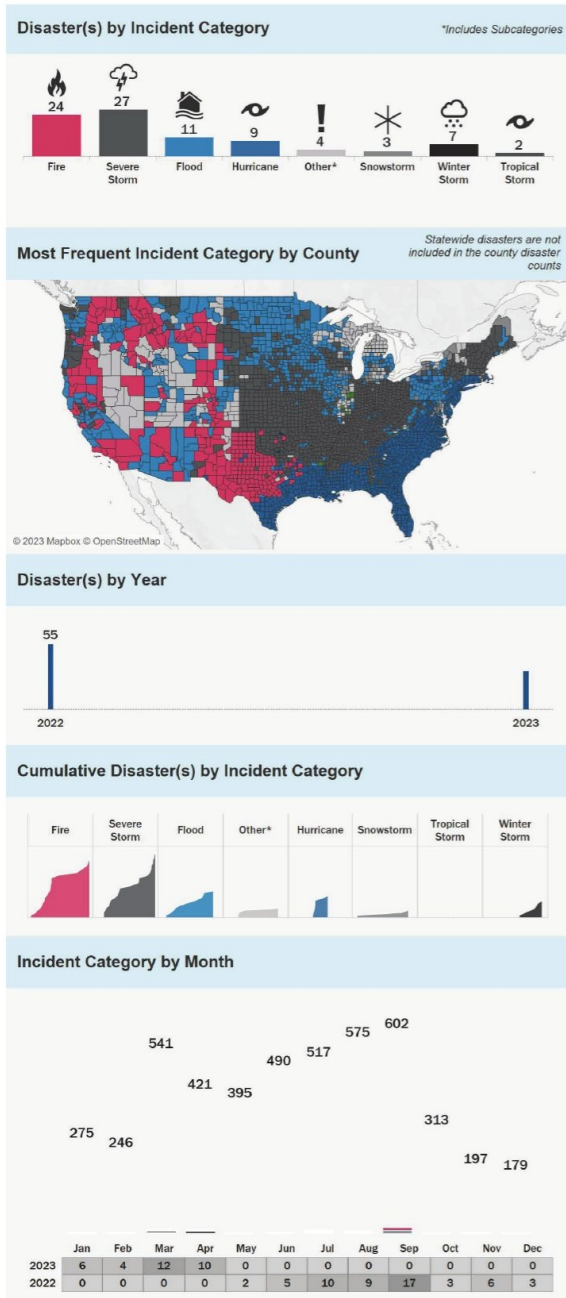 Disaster(s) by Incident Category
*Includes Subcategories
24 27 11 9 4 3 7 2
Fire Severe Storm Flood Hurricane Other* Snowstorm Winter Storm Tropical Storm
Most Frequent Incident Category by County
Statewide disasters are not
included in the county disaster
counts
© 2023 Mapbox © OpenStreetMap
Disaster(s) by Year
55
2022 2023
Cumulative Disaster(s) by Incident Category
Fire Severe Storm Flood Other* Hurricane Snowstorm Tropical Storm Winter Storm
Incident Category by Month
275 246 541 421 395 490 517 575 602 313 197 179
Jan Feb Mar Apr May Jun Jul Aug Sep Oct Nov Dec
2023 6 4 12 10 0 0 0 0 0 0 0 0
2022 0 0 0 0 2 5 10 9 17 3 6 3